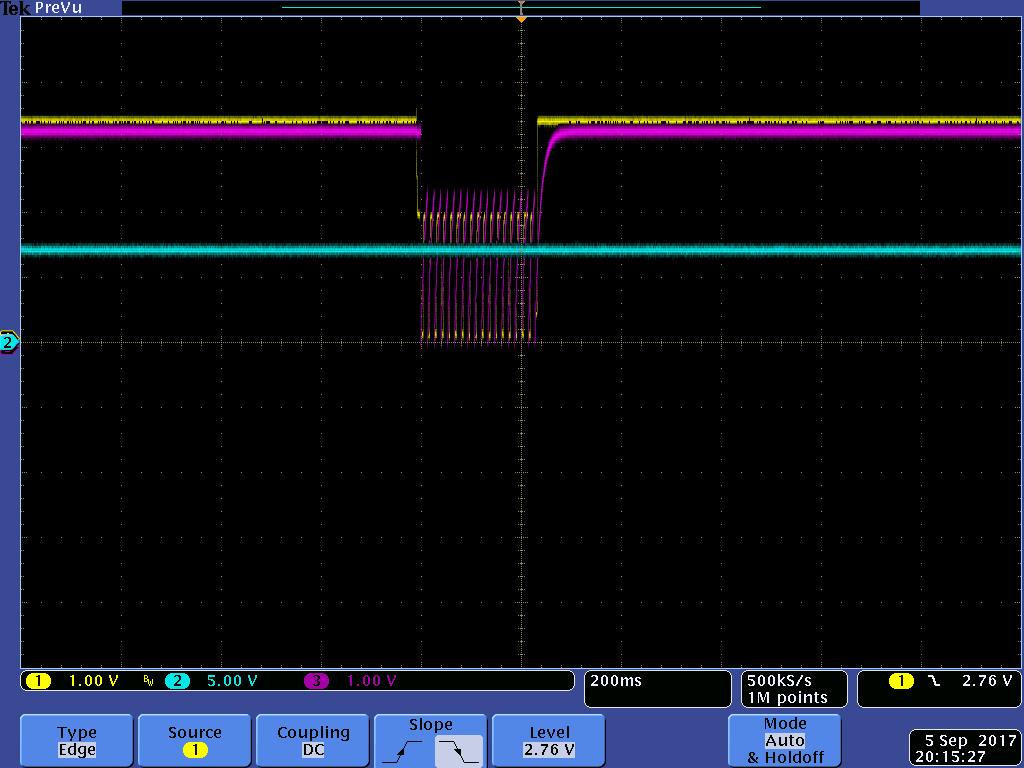 Tek PreVu
2
1 1.00 V BW 2 5.00 V 3 1.00 V
200ms
500kS/s
1M points
1 2.76 V
Type
Edge
Source
1
Coupling
DC
Slope
Level
2.76 V
Mode
Auto
& Holdoff
5 Sep 2017
20:15:27